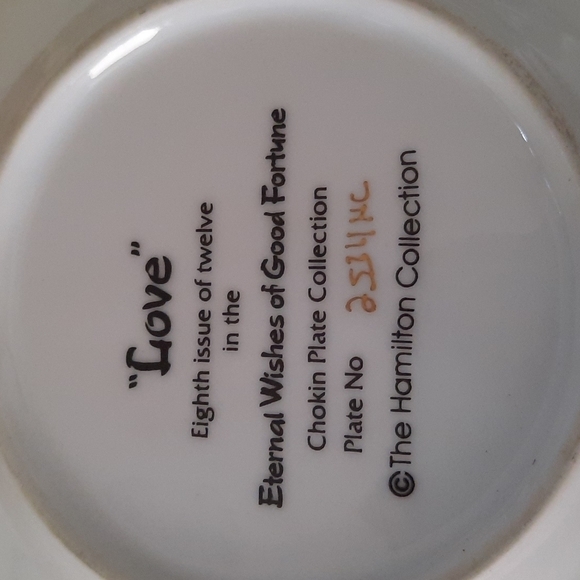 "Love"
Eighth issue of twelve
in the
Eternal Wishes of Good Fortune
Chokin Plate Collection
Plate No 2514HC
©The Hamilton Collection